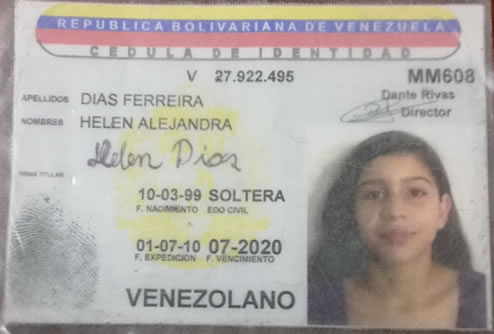 REPUBLICA BOLIVARIANA DE VENEZUELA
CEDULA DE IDENTIDAD
V 27.922.495 MM608
Dante Rivas
Director
APELLIDOS DIAS FERREIRA
NOMBRES HELEN ALEJANDRA
Helen Dias
FIRMA TITULAR
10-03-99 SOLTERA
F. NACIMIENTO EDO CIVIL
01-07-10 07-2020
F. EXPEDICION F. VENCIMIENTO
VENEZOLANO